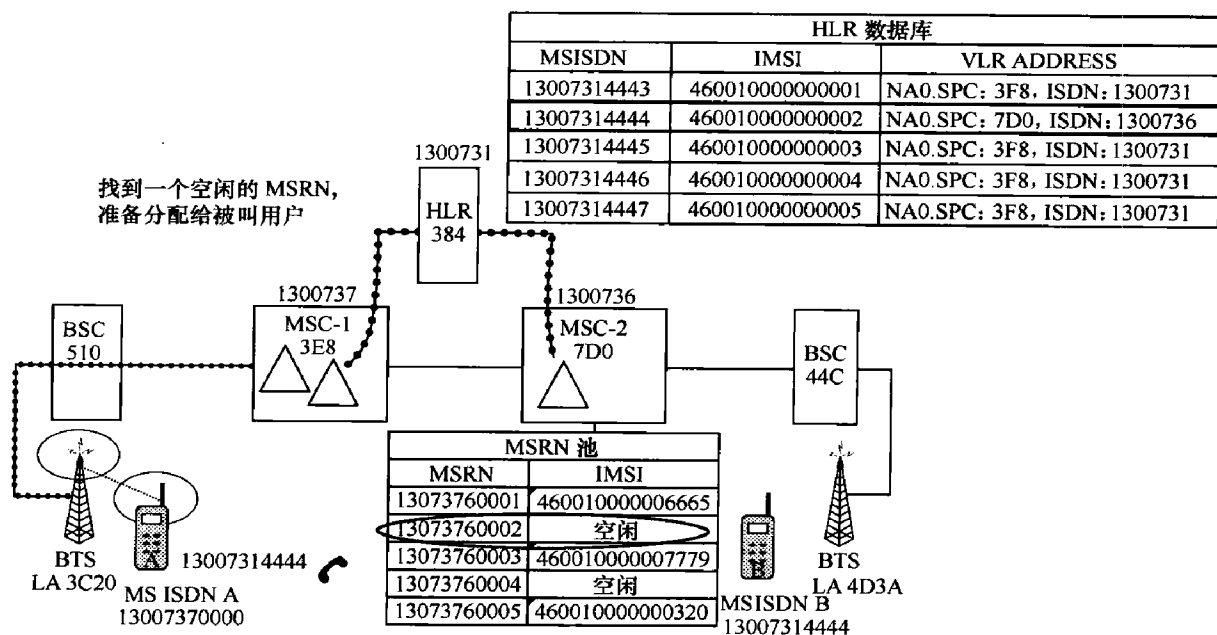 HLR 数据库
MSISDN IMSI VLR ADDRESS
13007314443 460010000000001 NA0.SPC: 3F8, ISDN: 1300731
13007314444 460010000000002 NA0.SPC: 7D0, ISDN: 1300736
13007314445 460010000000003 NA0.SPC: 3F8, ISDN: 1300731
13007314446 460010000000004 NA0.SPC: 3F8, ISDN: 1300731
13007314447 460010000000005 NA0.SPC: 3F8, ISDN: 1300731
找到一个空闲的 MSRN,
准备分配给被叫用户
1300731
HLR
384
BSC
510
1300737
MSC-1
3E8
1300736
MSC-2
7D0
BSC
44C
MSRN 池
MSRN IMSI
13073760001 460010000006665
13073760002 空闲
13073760003 460010000007779
13073760004 空闲
13073760005 460010000000320
BTS
LA 3C20
A
13007314444
MS ISDN A
13007370000
B
MSISDN B
13007314444
BTS
LA 4D3A